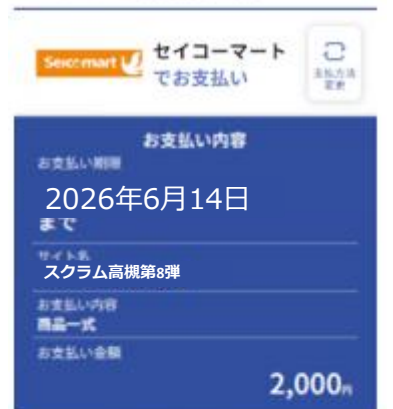 Seicomart
セイコーマート
でお支払い
支払方法
変更
お支払い内容
お支払い期限
2026年6月14日
まで
サイト名
スクラム高槻第8弾
お支払い内容
商品一式
お支払い金額
2,000円